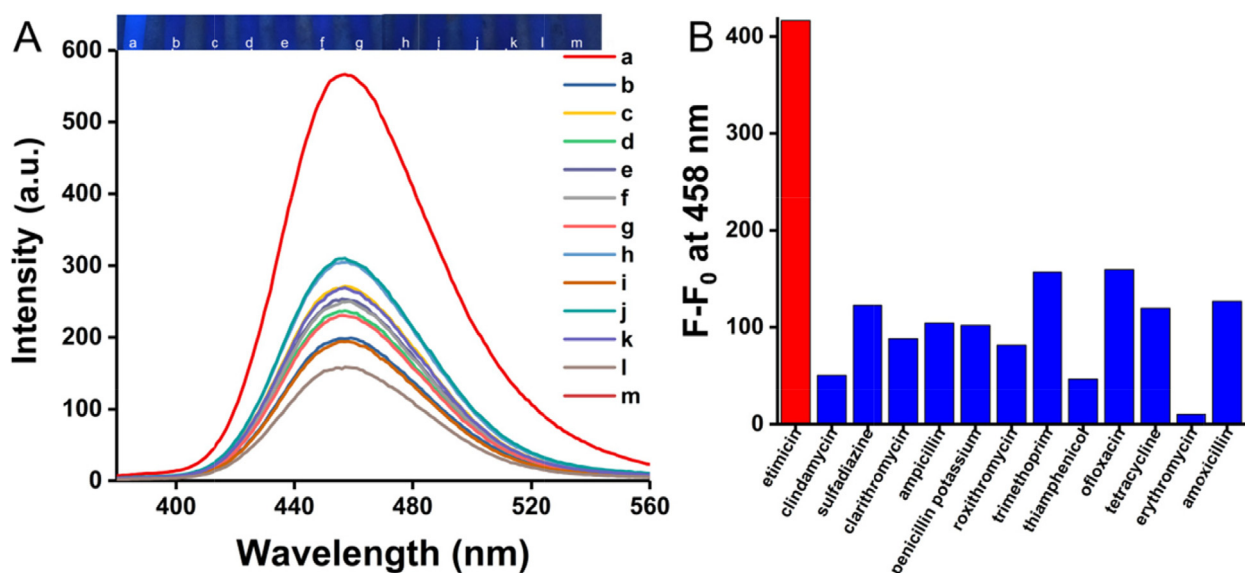 A
a b c d e f g h i j k l m
600
500
400
300
200
100
0
Intensity (a.u.)
400 440 480 520 560
Wavelength (nm)
a
b
c
d
e
f
g
h
i
j
k
l
m
B
400
300
200
100
0
F-F₀ at 458 nm
etimicin
clindamycin
sulfadiazine
clarithromycin
ampicillin
penicillin potassium
roxithromycin
trimethoprim
thiamphenicol
ofloxacin
tetracycline
erythromycin
amoxicillin